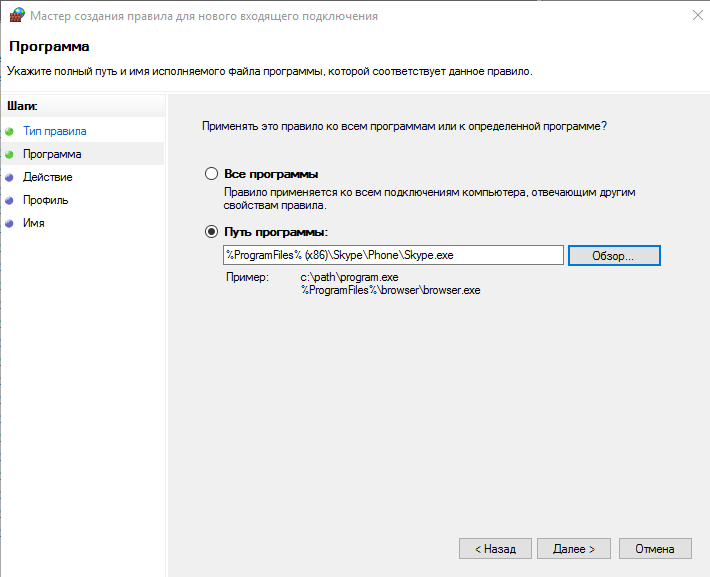 Мастер создания правила для нового входящего подключения
Программа
Укажите полный путь и имя исполняемого файла программы, которой соответствует данное правило.
Шаги:
Тип правила
Программа
Действие
Профиль
Имя
Применять это правило ко всем программам или к определенной программе?
Все программы
Правило применяется ко всем подключениям компьютера, отвечающим другим
свойствам правила.
Путь программы:
%ProgramFiles% (x86)\Skype\Phone\Skype.exe
Обзор...
Пример: c:\path\program.exe
%ProgramFiles%\browser\browser.exe
< Назад
Далее >
Отмена